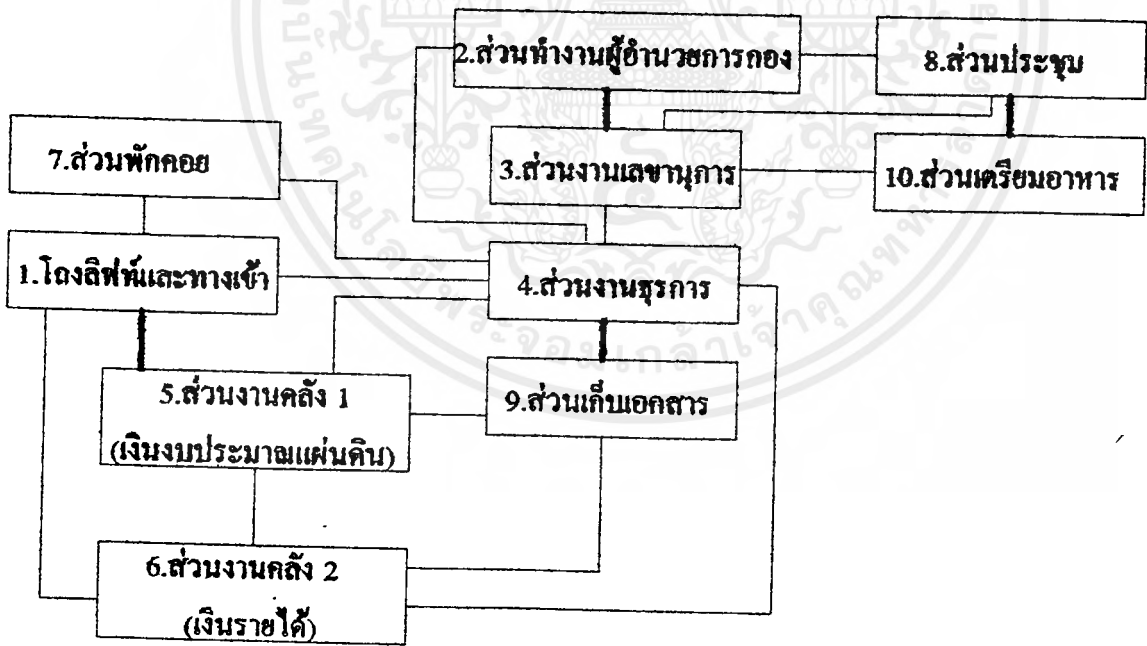 2.ส่วนทำงานผู้อำนวยการกอง
8.ส่วนประชุม
7.ส่วนพักคอย
3.ส่วนงานเลขานุการ
10.ส่วนเตรียมอาหาร
1.โถงลิฟท์และทางเข้า
4.ส่วนงานธุรการ
5.ส่วนงานคลัง 1
(เงินงบประมาณแผ่นดิน)
9.ส่วนเก็บเอกสาร
6.ส่วนงานคลัง 2
(เงินรายได้)